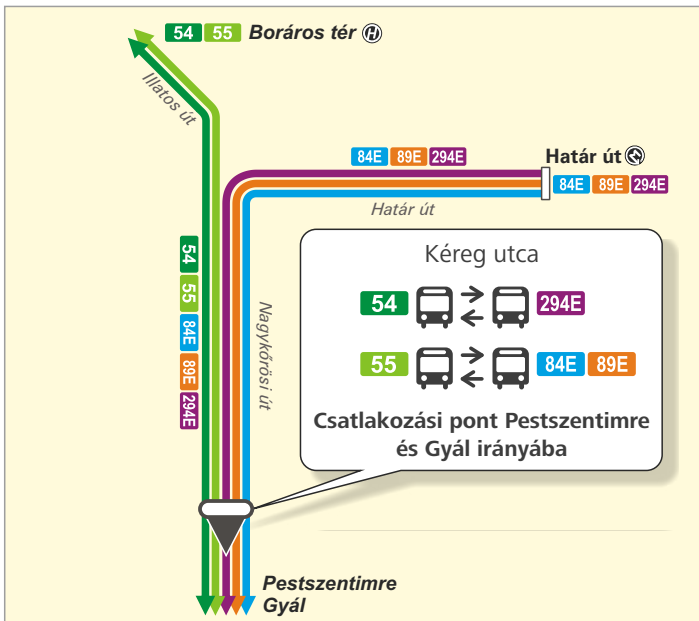 54 55 Boráros tér H
Illatos út
84E 89E 294E
Határ út
84E 89E 294E
Határ út
54
55
84E
89E
294E
Nagykőrösi út
Kéreg utca
54 294E
55 84E 89E
Csatlakozási pont Pestszentimre
és Gyál irányába
Pestszentimre
Gyál